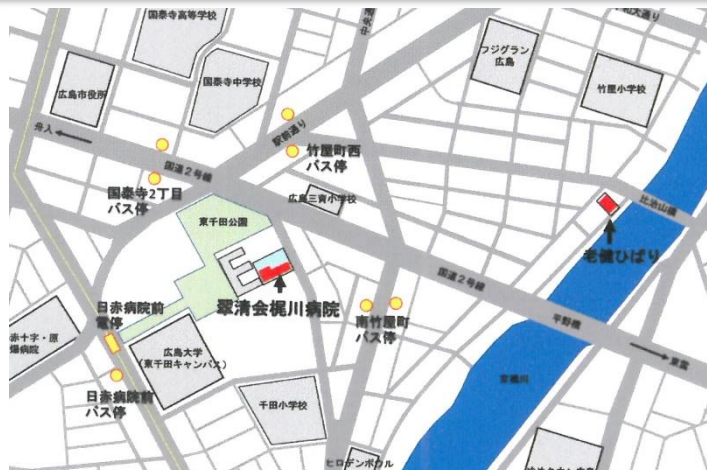 国泰寺高等学校
国泰寺中学校
広島市役所
舟入
国道2号線
駅前通り
フジグラン
広島
竹屋小学校
竹屋町西
バス停
国泰寺2丁目
バス停
広島三育小学校
東千田公園
比治山橋
老健ひばり
翠清会梶川病院
国道2号線
日赤病院前
電停
赤十字・原
爆病院
広島大学
（東千田キャンパス）
南竹屋町
バス停
平野橋
東雲
京橋川
日赤病院前
バス停
千田小学校
ヒロデンボウル